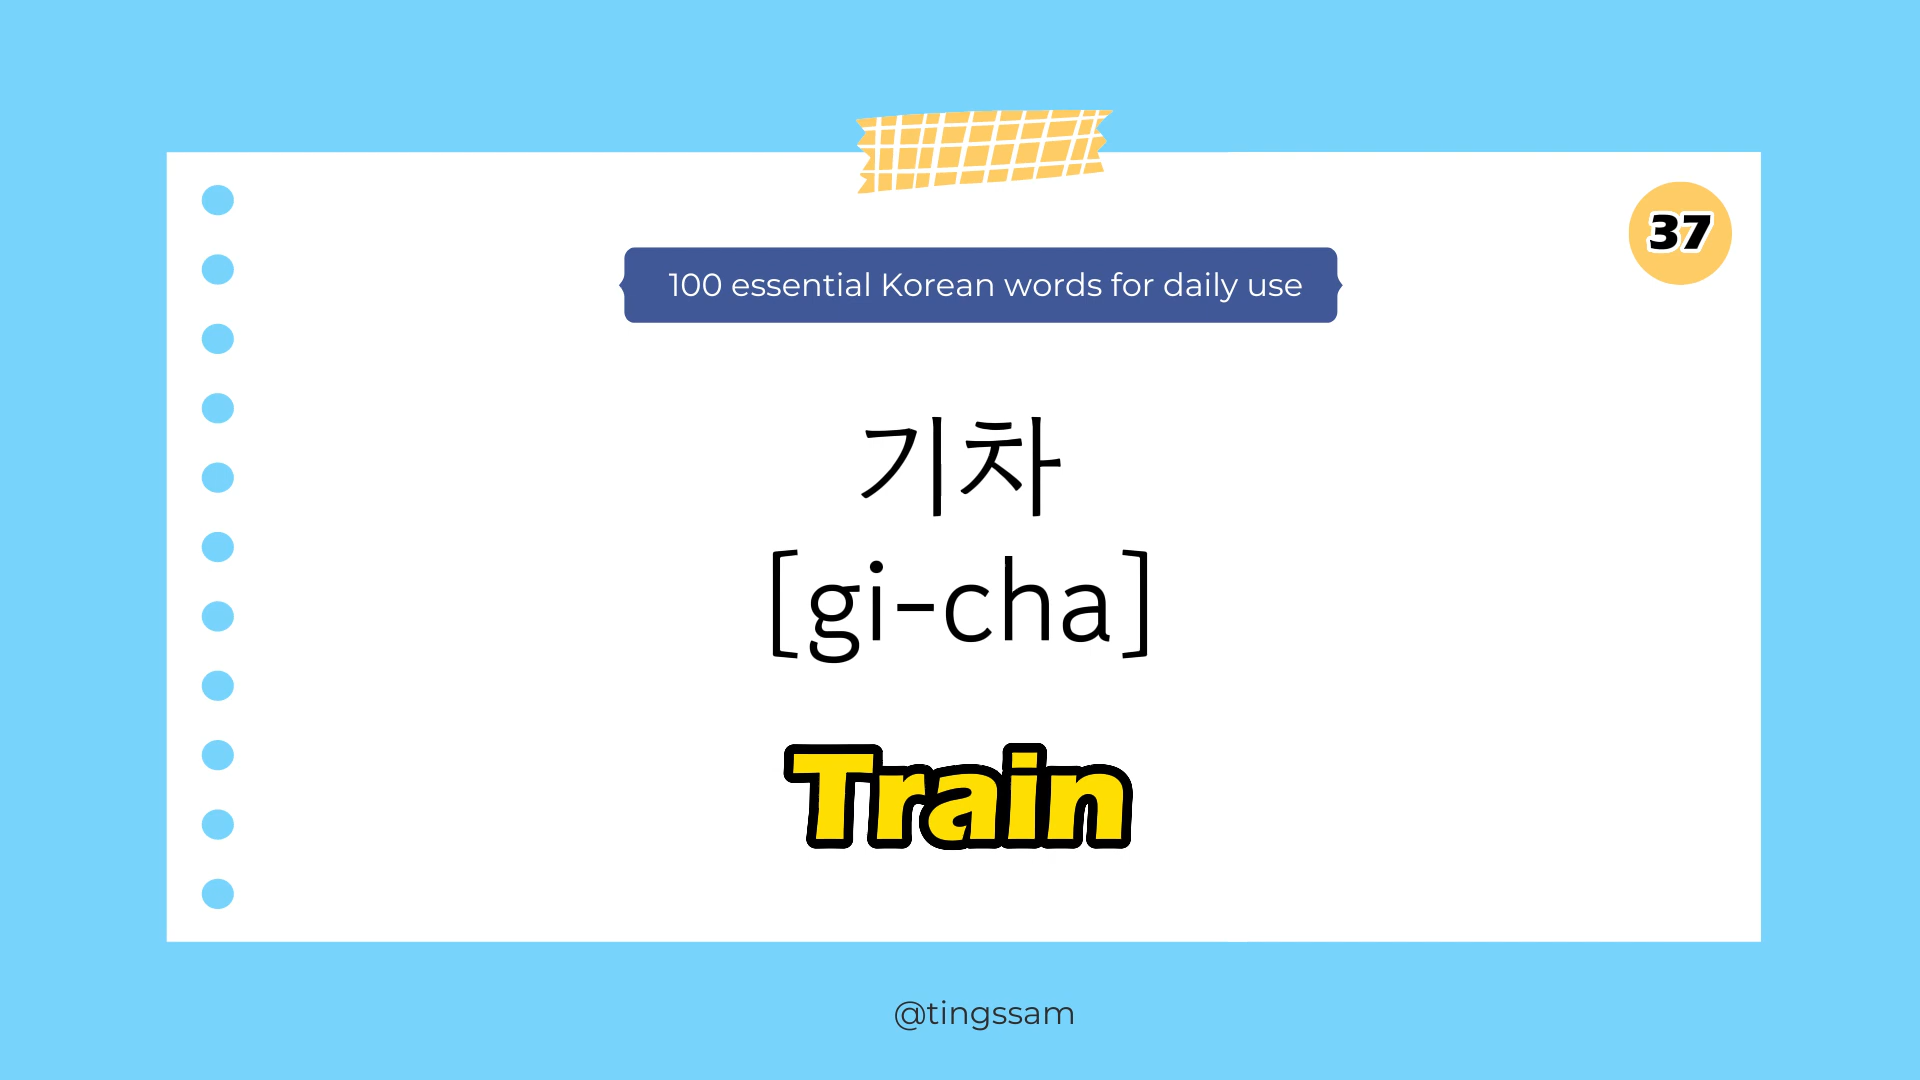 37
100 essential Korean words for daily use
기차
[gi-cha]
Train
@tingssam